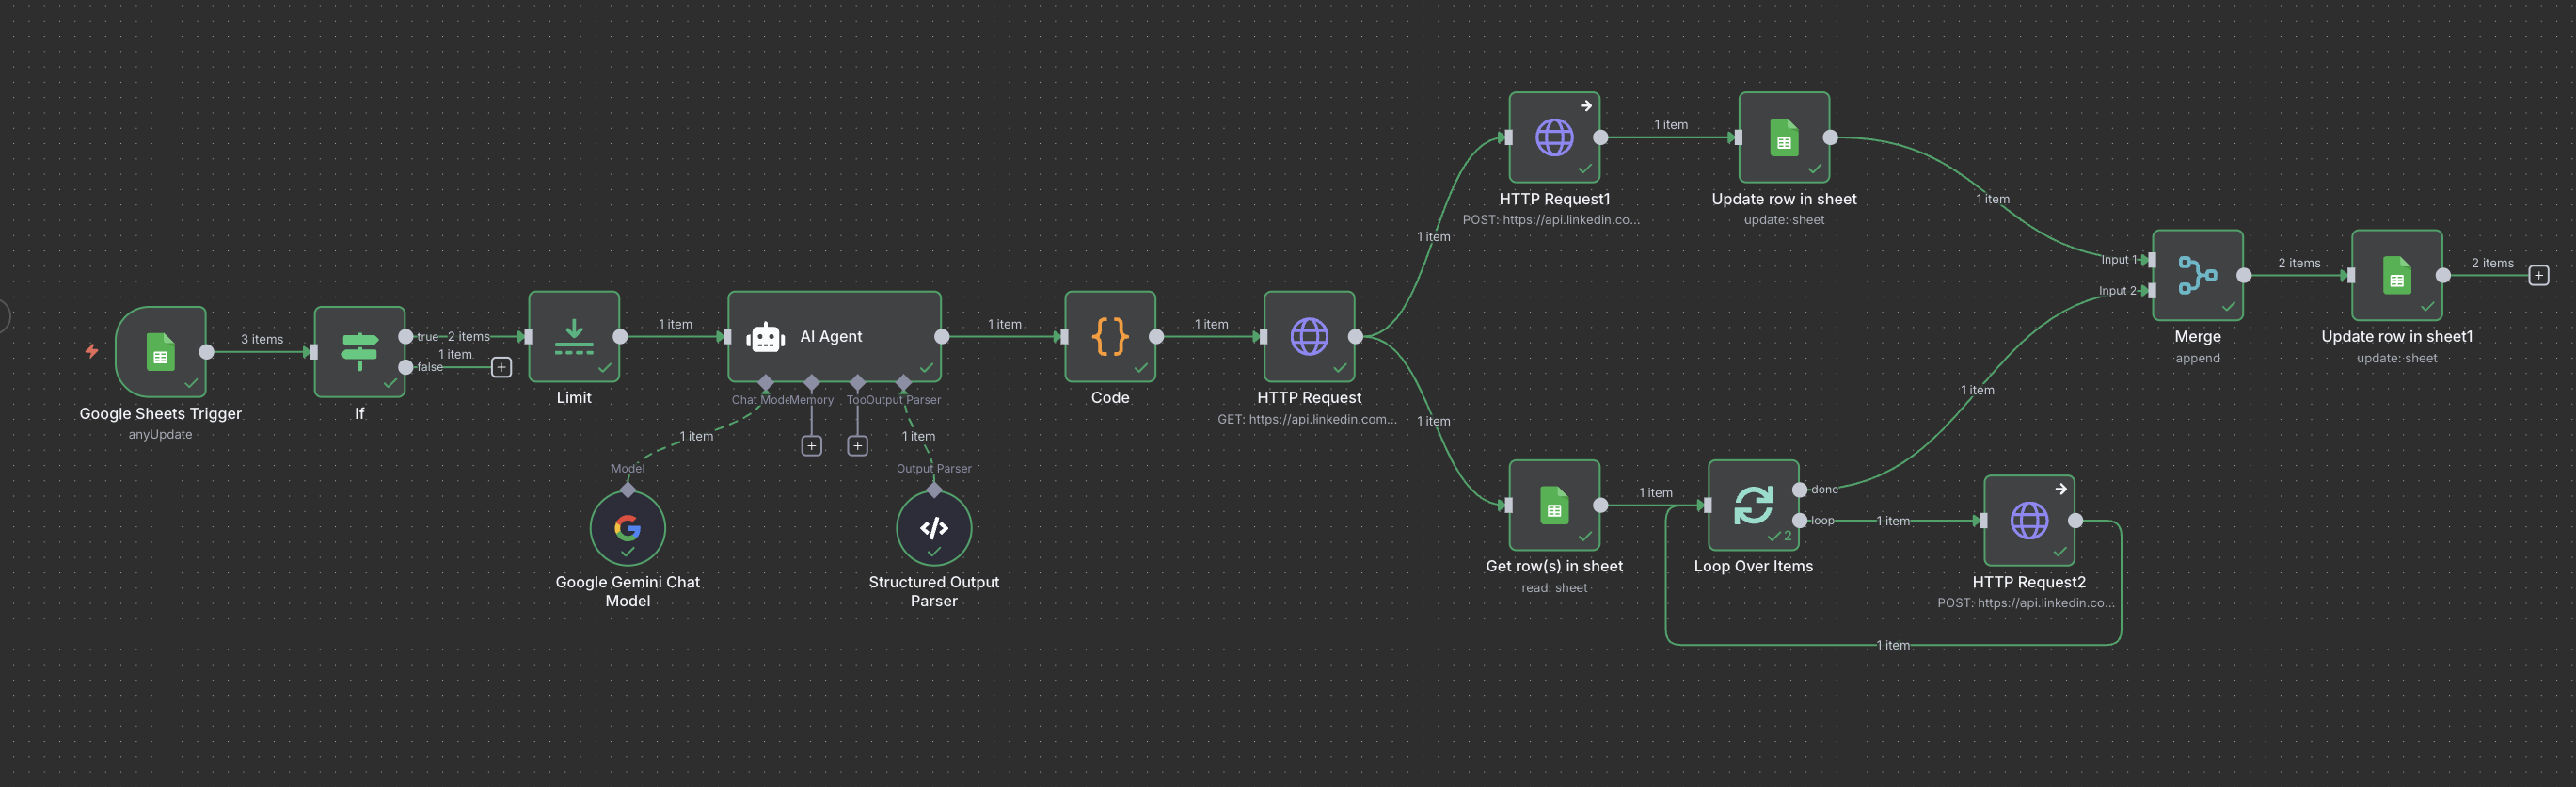 3 items
Google Sheets Trigger
anyUpdate
true
2 items
1 item
false
If
Limit
1 item
AI Agent
Chat Mode
Memory
Too
Output Parser
1 item
1 item
Model
Output Parser
Google Gemini Chat
Model
Structured Output
Parser
1 item
Code
1 item
HTTP Request
GET: https://api.linkedin.com...
1 item
1 item
HTTP Request1
POST: https://api.linkedin.co...
1 item
Update row in sheet
update: sheet
1 item
Get row(s) in sheet
read: sheet
1 item
2
Loop Over Items
done
loop
1 item
HTTP Request2
POST: https://api.linkedin.co...
1 item
1 item
Input 1
Input 2
Merge
append
2 items
Update row in sheet1
update: sheet
2 items